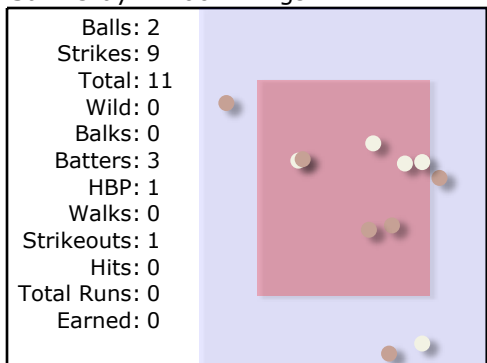 Balls: 2
Strikes: 9
Total: 11
Wild: 0
Balks: 0
Batters: 3
HBP: 1
Walks: 0
Strikeouts: 1
Hits: 0
Total Runs: 0
Earned: 0